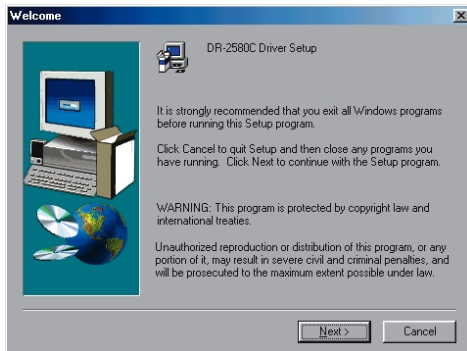 Welcome
DR-2580C Driver Setup
It is strongly recommended that you exit all Windows programs
before running this Setup program.
Click Cancel to quit Setup and then close any programs you
have running. Click Next to continue with the Setup program.
WARNING: This program is protected by copyright law and
international treaties.
Unauthorized reproduction or distribution of this program, or any
portion of it, may result in severe civil and criminal penalties, and
will be prosecuted to the maximum extent possible under law.
Next > Cancel